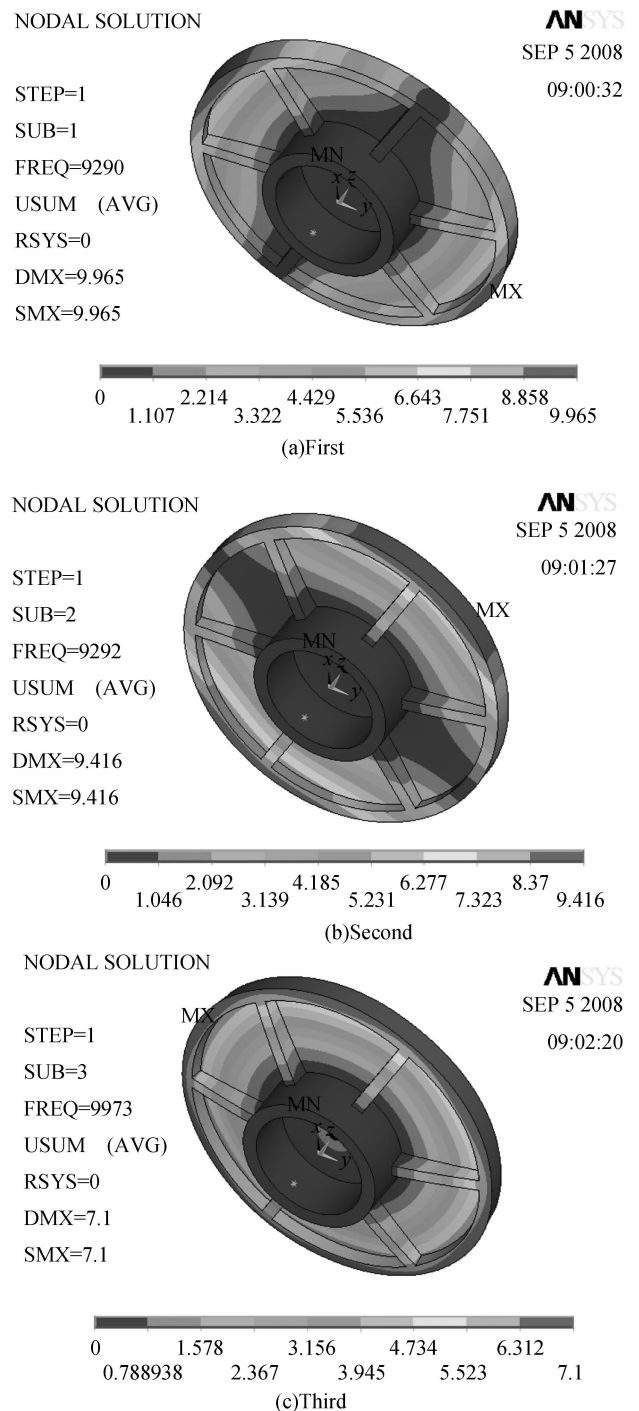 NODAL SOLUTION
ANSYS
SEP 5 2008
09:00:32
STEP=1
SUB=1
FREQ=9290
USUM (AVG)
RSYS=0
DMX=9.965
SMX=9.965
MN
x z
y
MX
0 2.214 4.429 6.643 8.858
1.107 3.322 5.536 7.751 9.965
(a)First
NODAL SOLUTION
ANSYS
SEP 5 2008
09:01:27
STEP=1
SUB=2
FREQ=9292
USUM (AVG)
RSYS=0
DMX=9.416
SMX=9.416
MX
MN
x z
y
0 2.092 4.185 6.277 8.37
1.046 3.139 5.231 7.323 9.416
(b)Second
NODAL SOLUTION
ANSYS
SEP 5 2008
09:02:20
STEP=1
SUB=3
FREQ=9973
USUM (AVG)
RSYS=0
DMX=7.1
SMX=7.1
MX
MN
x z
y
0 1.578 3.156 4.734 6.312
0.788938 2.367 3.945 5.523 7.1
(c)Third